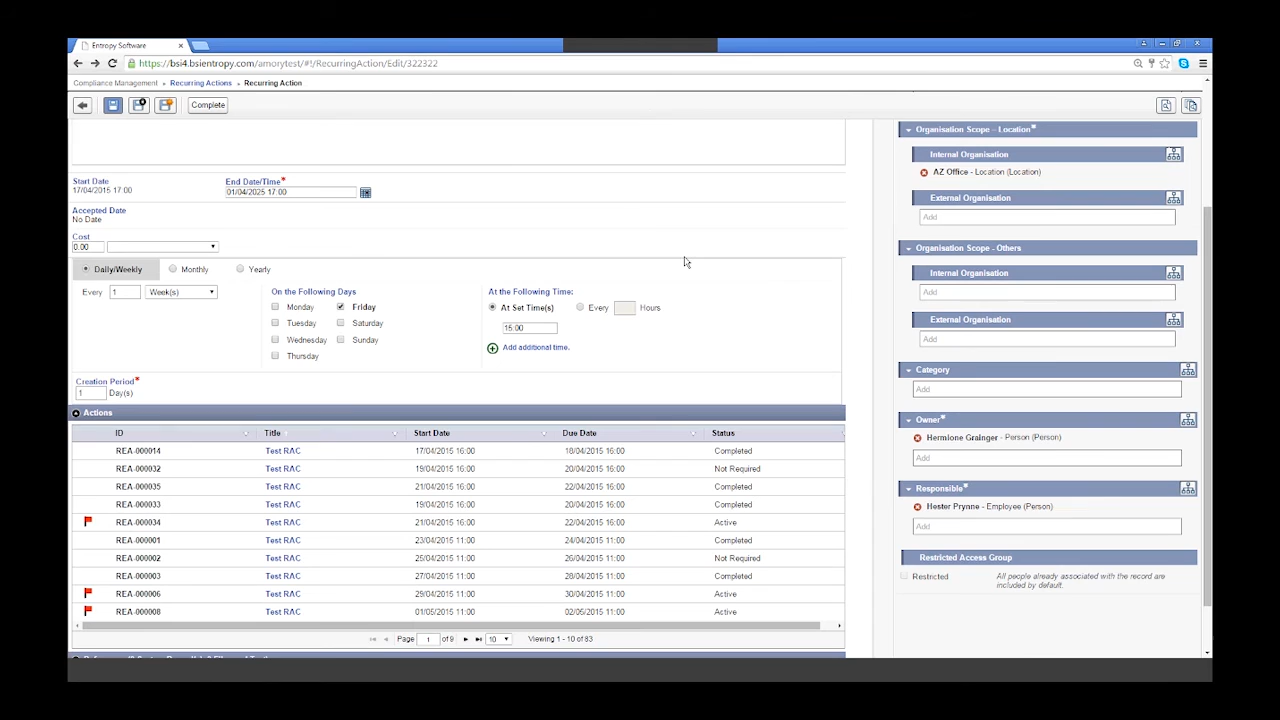 Entropy Software
https://bsi4.bsientropy.com/amorytest/#!/RecurringAction/Edit/322322
Compliance Management Recurring Actions Recurring Action
Complete
Start Date
17/04/2015 17:00
End Date/Time*
01/04/2025 17:00
Accepted Date
No Date
Cost
0.00
Daily/Weekly Monthly Yearly
Every 1 Week(s)
On the Following Days
Monday Friday
Tuesday Saturday
Wednesday Sunday
Thursday
At the Following Time:
At Set Time(s) Every Hours
15:00
Add additional time.
Creation Period*
1 Day(s)
Actions
ID Title Start Date Due Date Status
REA-000014 Test RAC 17/04/2015 16:00 18/04/2015 16:00 Completed
REA-000032 Test RAC 19/04/2015 16:00 20/04/2015 16:00 Not Required
REA-000035 Test RAC 21/04/2015 16:00 22/04/2015 16:00 Completed
REA-000033 Test RAC 19/04/2015 16:00 20/04/2015 16:00 Completed
REA-000034 Test RAC 21/04/2015 16:00 22/04/2015 16:00 Active
REA-000001 Test RAC 23/04/2015 11:00 24/04/2015 11:00 Completed
REA-000002 Test RAC 25/04/2015 11:00 26/04/2015 11:00 Not Required
REA-000003 Test RAC 27/04/2015 11:00 28/04/2015 11:00 Completed
REA-000006 Test RAC 29/04/2015 11:00 30/04/2015 11:00 Active
REA-000008 Test RAC 01/05/2015 11:00 02/05/2015 11:00 Active
Page 1 of 9 10 Viewing 1 - 10 of 83
Organisation Scope – Location*
Internal Organisation
AZ Office - Location (Location)
External Organisation
Add
Organisation Scope - Others
Internal Organisation
Add
External Organisation
Add
Category
Add
Owner*
Hermione Grainger - Person (Person)
Add
Responsible*
Hester Prynne - Employee (Person)
Add
Restricted Access Group
Restricted
All people already associated with the record are
included by default.